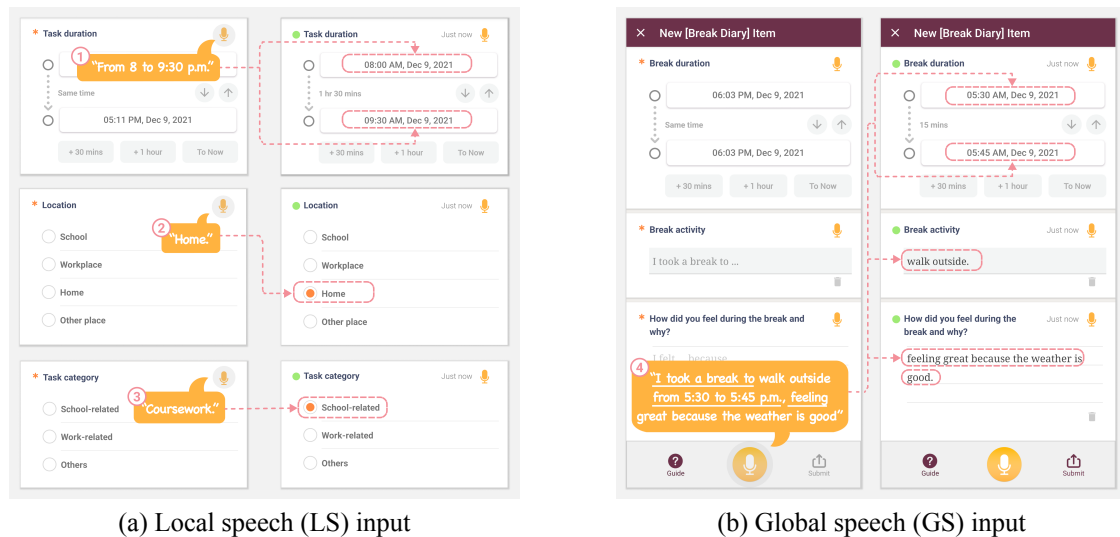 * Task duration
1
"From 8 to 9:30 p.m."
Same time
05:11 PM, Dec 9, 2021
+ 30 mins
+ 1 hour
To Now
Task duration
Just now
08:00 AM, Dec 9, 2021
1 hr 30 mins
09:30 AM, Dec 9, 2021
+ 30 mins
+ 1 hour
To Now
* Location
2
"Home."
School
Workplace
Home
Other place
Location
Just now
School
Workplace
Home
Other place
* Task category
3
"Coursework."
School-related
Work-related
Others
Task category
Just now
School-related
Work-related
Others
(a) Local speech (LS) input
× New [Break Diary] Item
* Break duration
06:03 PM, Dec 9, 2021
Same time
06:03 PM, Dec 9, 2021
+ 30 mins
+ 1 hour
To Now
* Break activity
I took a break to ...
* How did you feel during the break and
why?
I felt ... because
4
"I took a break to walk outside
from 5:30 to 5:45 p.m., feeling
great because the weather is good"
Guide
Submit
× New [Break Diary] Item
Break duration
Just now
05:30 AM, Dec 9, 2021
15 mins
05:45 AM, Dec 9, 2021
+ 30 mins
+ 1 hour
To Now
Break activity
Just now
walk outside.
How did you feel during the
break and why?
Just now
feeling great because the weather is
good.
Guide
Submit
(b) Global speech (GS) input